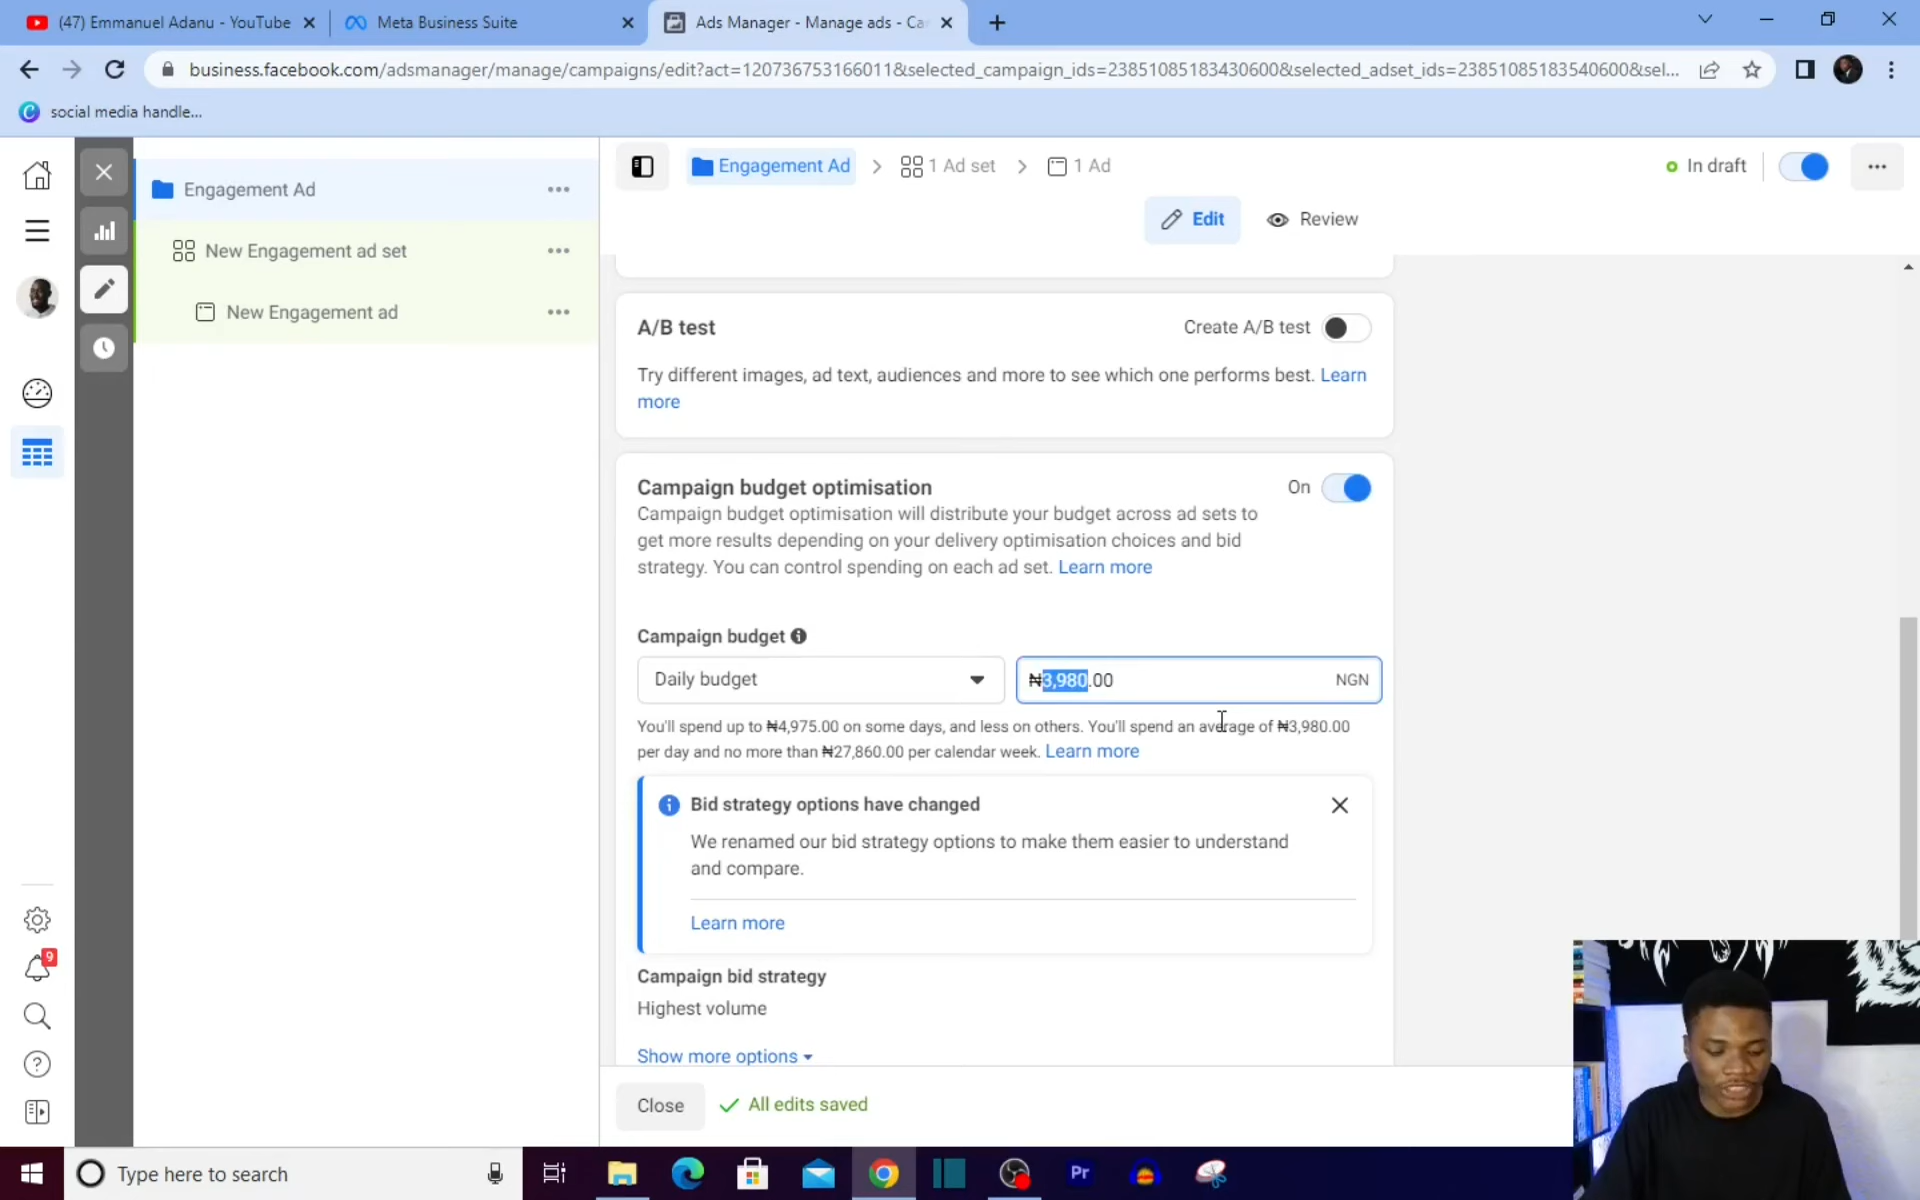 (47) Emmanuel Adanu - YouTube
Meta Business Suite
Ads Manager - Manage ads - Ca
business.facebook.com/adsmanager/manage/campaigns/edit?act=120736753166011&selected_campaign_ids=23851085183430600&selected_adset_ids=23851085183540600&sel...
social media handle...
Engagement Ad
New Engagement ad set
New Engagement ad
Engagement Ad
1 Ad set
1 Ad
In draft
Edit
Review
A/B test
Create A/B test
Try different images, ad text, audiences and more to see which one performs best. Learn
more
Campaign budget optimisation
On
Campaign budget optimisation will distribute your budget across ad sets to
get more results depending on your delivery optimisation choices and bid
strategy. You can control spending on each ad set. Learn more
Campaign budget
Daily budget
₦3,980.00
NGN
You'll spend up to ₦4,975.00 on some days, and less on others. You'll spend an average of ₦3,980.00
per day and no more than ₦27,860.00 per calendar week. Learn more
Bid strategy options have changed
We renamed our bid strategy options to make them easier to understand
and compare.
Learn more
Campaign bid strategy
Highest volume
Show more options
9
Close
All edits saved
Type here to search
Pr